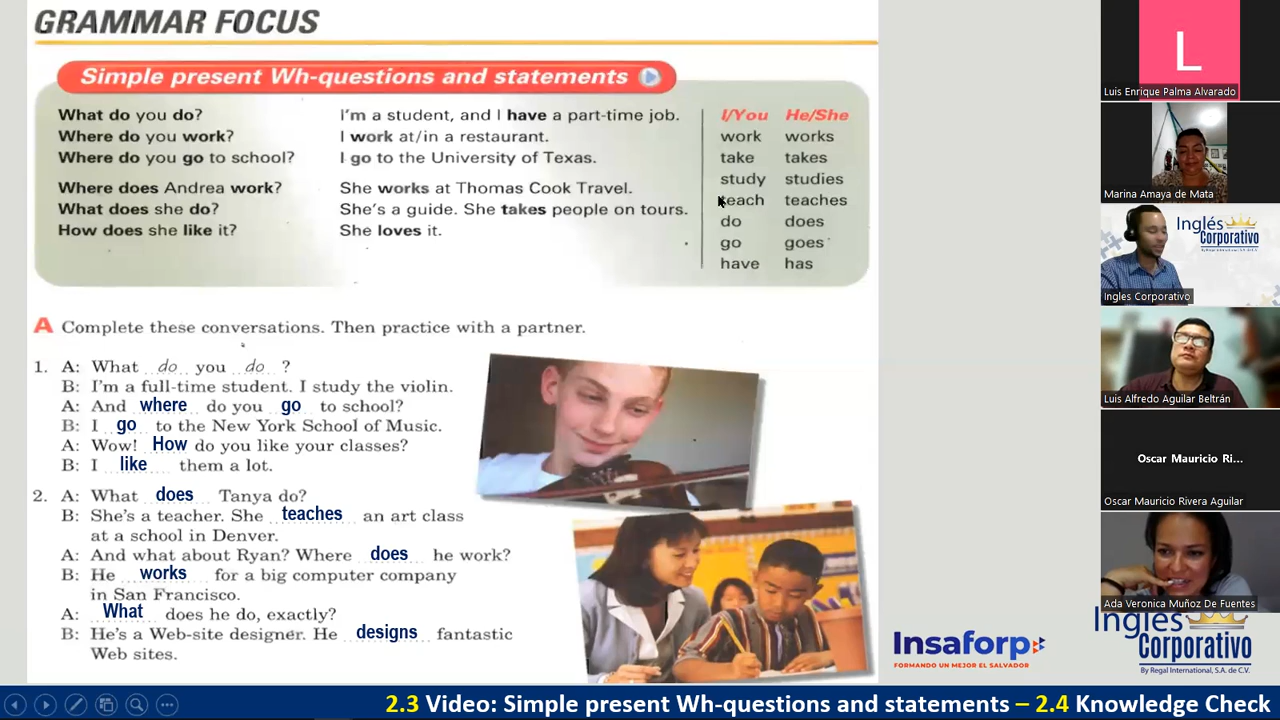 GRAMMAR FOCUS
Simple present Wh-questions and statements
What do you do? I'm a student, and I have a part-time job.
Where do you work? I work at/in a restaurant.
Where do you go to school? I go to the University of Texas.
Where does Andrea work? She works at Thomas Cook Travel.
What does she do? She's a guide. She takes people on tours.
How does she like it? She loves it.
I/You He/She
work works
take takes
study studies
teach teaches
do does
go goes
have has
A Complete these conversations. Then practice with a partner.
1. A: What do you do ?
B: I'm a full-time student. I study the violin.
A: And where do you go to school?
B: I go to the New York School of Music.
A: Wow! How do you like your classes?
B: I like them a lot.
2. A: What does Tanya do?
B: She's a teacher. She teaches an art class
at a school in Denver.
A: And what about Ryan? Where does he work?
B: He works for a big computer company
in San Francisco.
A: What does he do, exactly?
B: He's a Web-site designer. He designs fantastic
Web sites.
Insaforp
FORMANDO UN MEJOR EL SALVADOR
Inglés
Corporativo
By Regal International, S.A. de C.V.
2.3 Video: Simple present Wh-questions and statements – 2.4 Knowledge Check
L
Luis Enrique Palma Alvarado
Marina Amaya de Mata
Inglés
Corporativo
By Regal International, S.A. de C.V.
Ingles Corporativo
Luis Alfredo Aguilar Beltrán
Oscar Mauricio Ri...
Oscar Mauricio Rivera Aguilar
Ada Veronica Muñoz De Fuentes